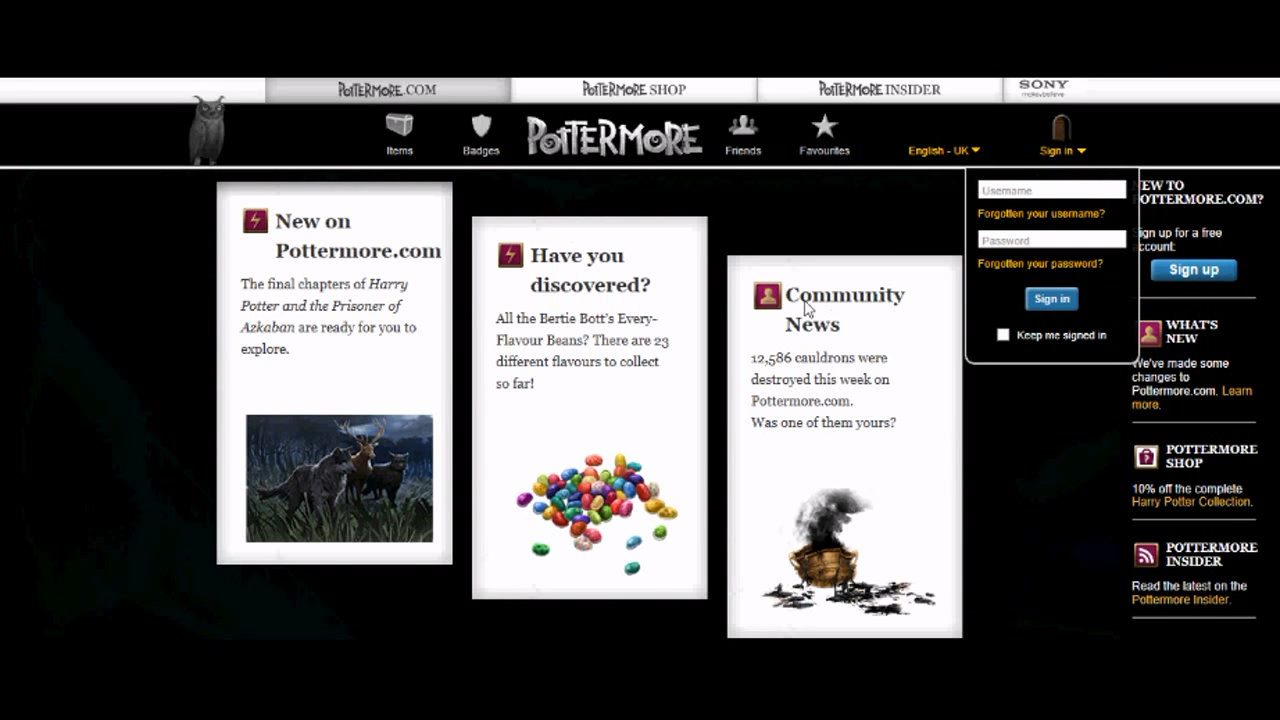 POTTERMORE.COM
POTTERMORE SHOP
POTTERMORE INSIDER
SONY
make.believe
Items
Badges
POTTERMORE
Friends
Favourites
English - UK
Sign in
New on
Pottermore.com
The final chapters of Harry
Potter and the Prisoner of
Azkaban are ready for you to
explore.
Have you
discovered?
All the Bertie Bott's Every-
Flavour Beans? There are 23
different flavours to collect
so far!
Community
News
12,586 cauldrons were
destroyed this week on
Pottermore.com.
Was one of them yours?
Username
Forgotten your username?
Password
Forgotten your password?
Sign in
Keep me signed in
EW TO
OTTERMORE.COM?
ign up for a free
ccount:
Sign up
WHAT'S
NEW
We've made some
changes to
Pottermore.com. Learn
more.
POTTERMORE
SHOP
10% off the complete
Harry Potter Collection.
POTTERMORE
INSIDER
Read the latest on the
Pottermore Insider.